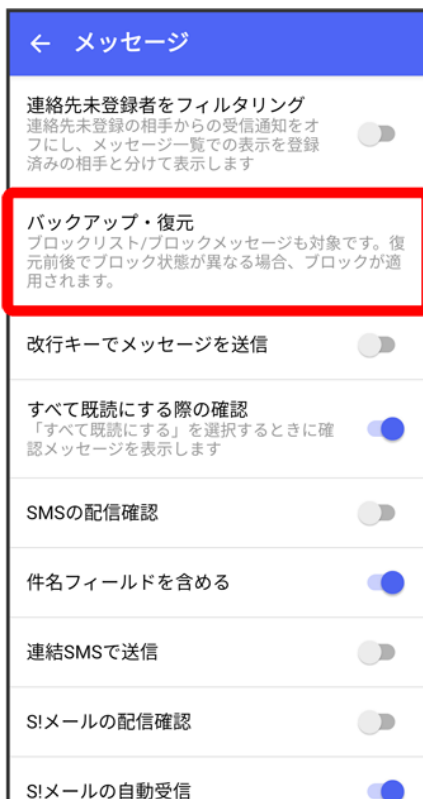 ← メッセージ
連絡先未登録者をフィルタリング
連絡先未登録の相手からの受信通知をオ
フにし、メッセージ一覧での表示を登録
済みの相手と分けて表示します
バックアップ・復元
ブロックリスト/ブロックメッセージも対象です。復
元前後でブロック状態が異なる場合、ブロックが適
用されます。
改行キーでメッセージを送信
すべて既読にする際の確認
「すべて既読にする」を選択するときに確
認メッセージを表示します
SMSの配信確認
件名フィールドを含める
連結SMSで送信
S!メールの配信確認
S!メールの自動受信